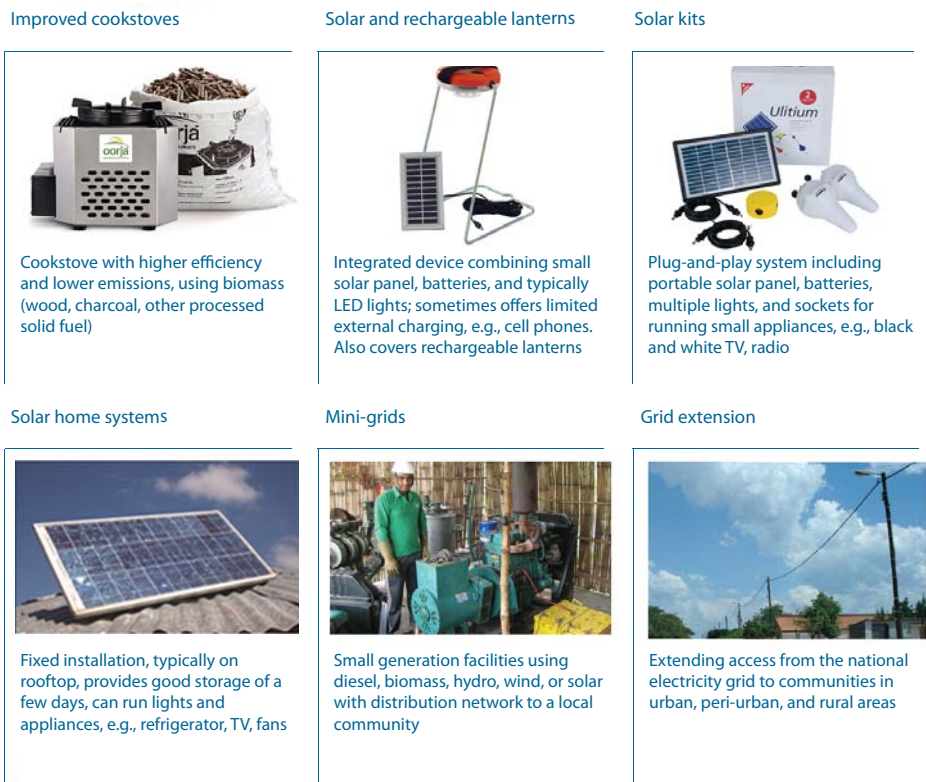 Improved cookstoves
Solar and rechargeable lanterns
Solar kits
oorja
rja
Ulitium
2
Cookstove with higher efficiency
and lower emissions, using biomass
(wood, charcoal, other processed
solid fuel)
Integrated device combining small
solar panel, batteries, and typically
LED lights; sometimes offers limited
external charging, e.g., cell phones.
Also covers rechargeable lanterns
Plug-and-play system including
portable solar panel, batteries,
multiple lights, and sockets for
running small appliances, e.g., black
and white TV, radio
Solar home systems
Mini-grids
Grid extension
Fixed installation, typically on
rooftop, provides good storage of a
few days, can run lights and
appliances, e.g., refrigerator, TV, fans
Small generation facilities using
diesel, biomass, hydro, wind, or solar
with distribution network to a local
community
Extending access from the national
electricity grid to communities in
urban, peri-urban, and rural areas